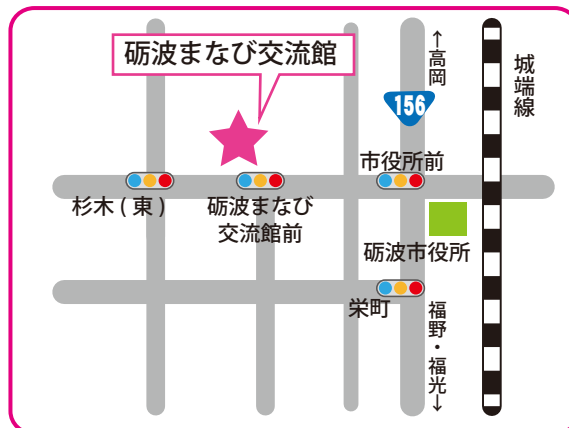 砺波まなび交流館
↑高岡
156
城端線
市役所前
杉木(東)
砺波まなび
交流館前
砺波市役所
栄町
福野・福光↓